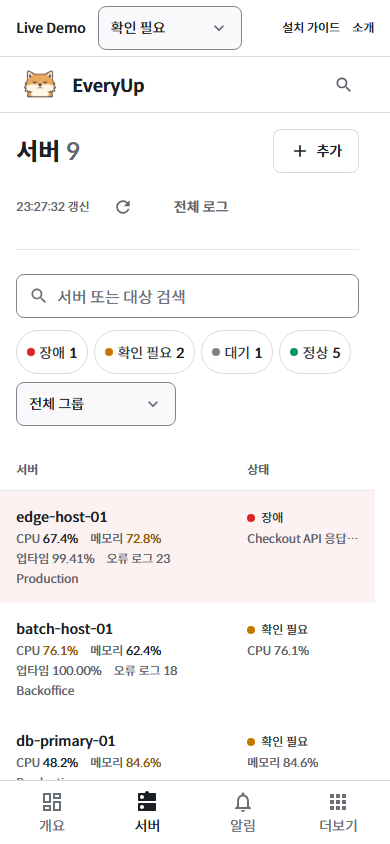 Live Demo 확인 필요 설치 가이드 소개
EveryUp
서버 9 추가
23:27:32 갱신 전체 로그
서버 또는 대상 검색
장애 1 확인 필요 2 대기 1 정상 5
전체 그룹
서버 상태
edge-host-01 장애
CPU 67.4% 메모리 72.8% Checkout API 응답…
업타임 99.41% 오류 로그 23
Production
batch-host-01 확인 필요
CPU 76.1% 메모리 62.4% CPU 76.1%
업타임 100.00% 오류 로그 18
Backoffice
db-primary-01 확인 필요
CPU 48.2% 메모리 84.6% 메모리 84.6%
개요 서버 알림 더보기